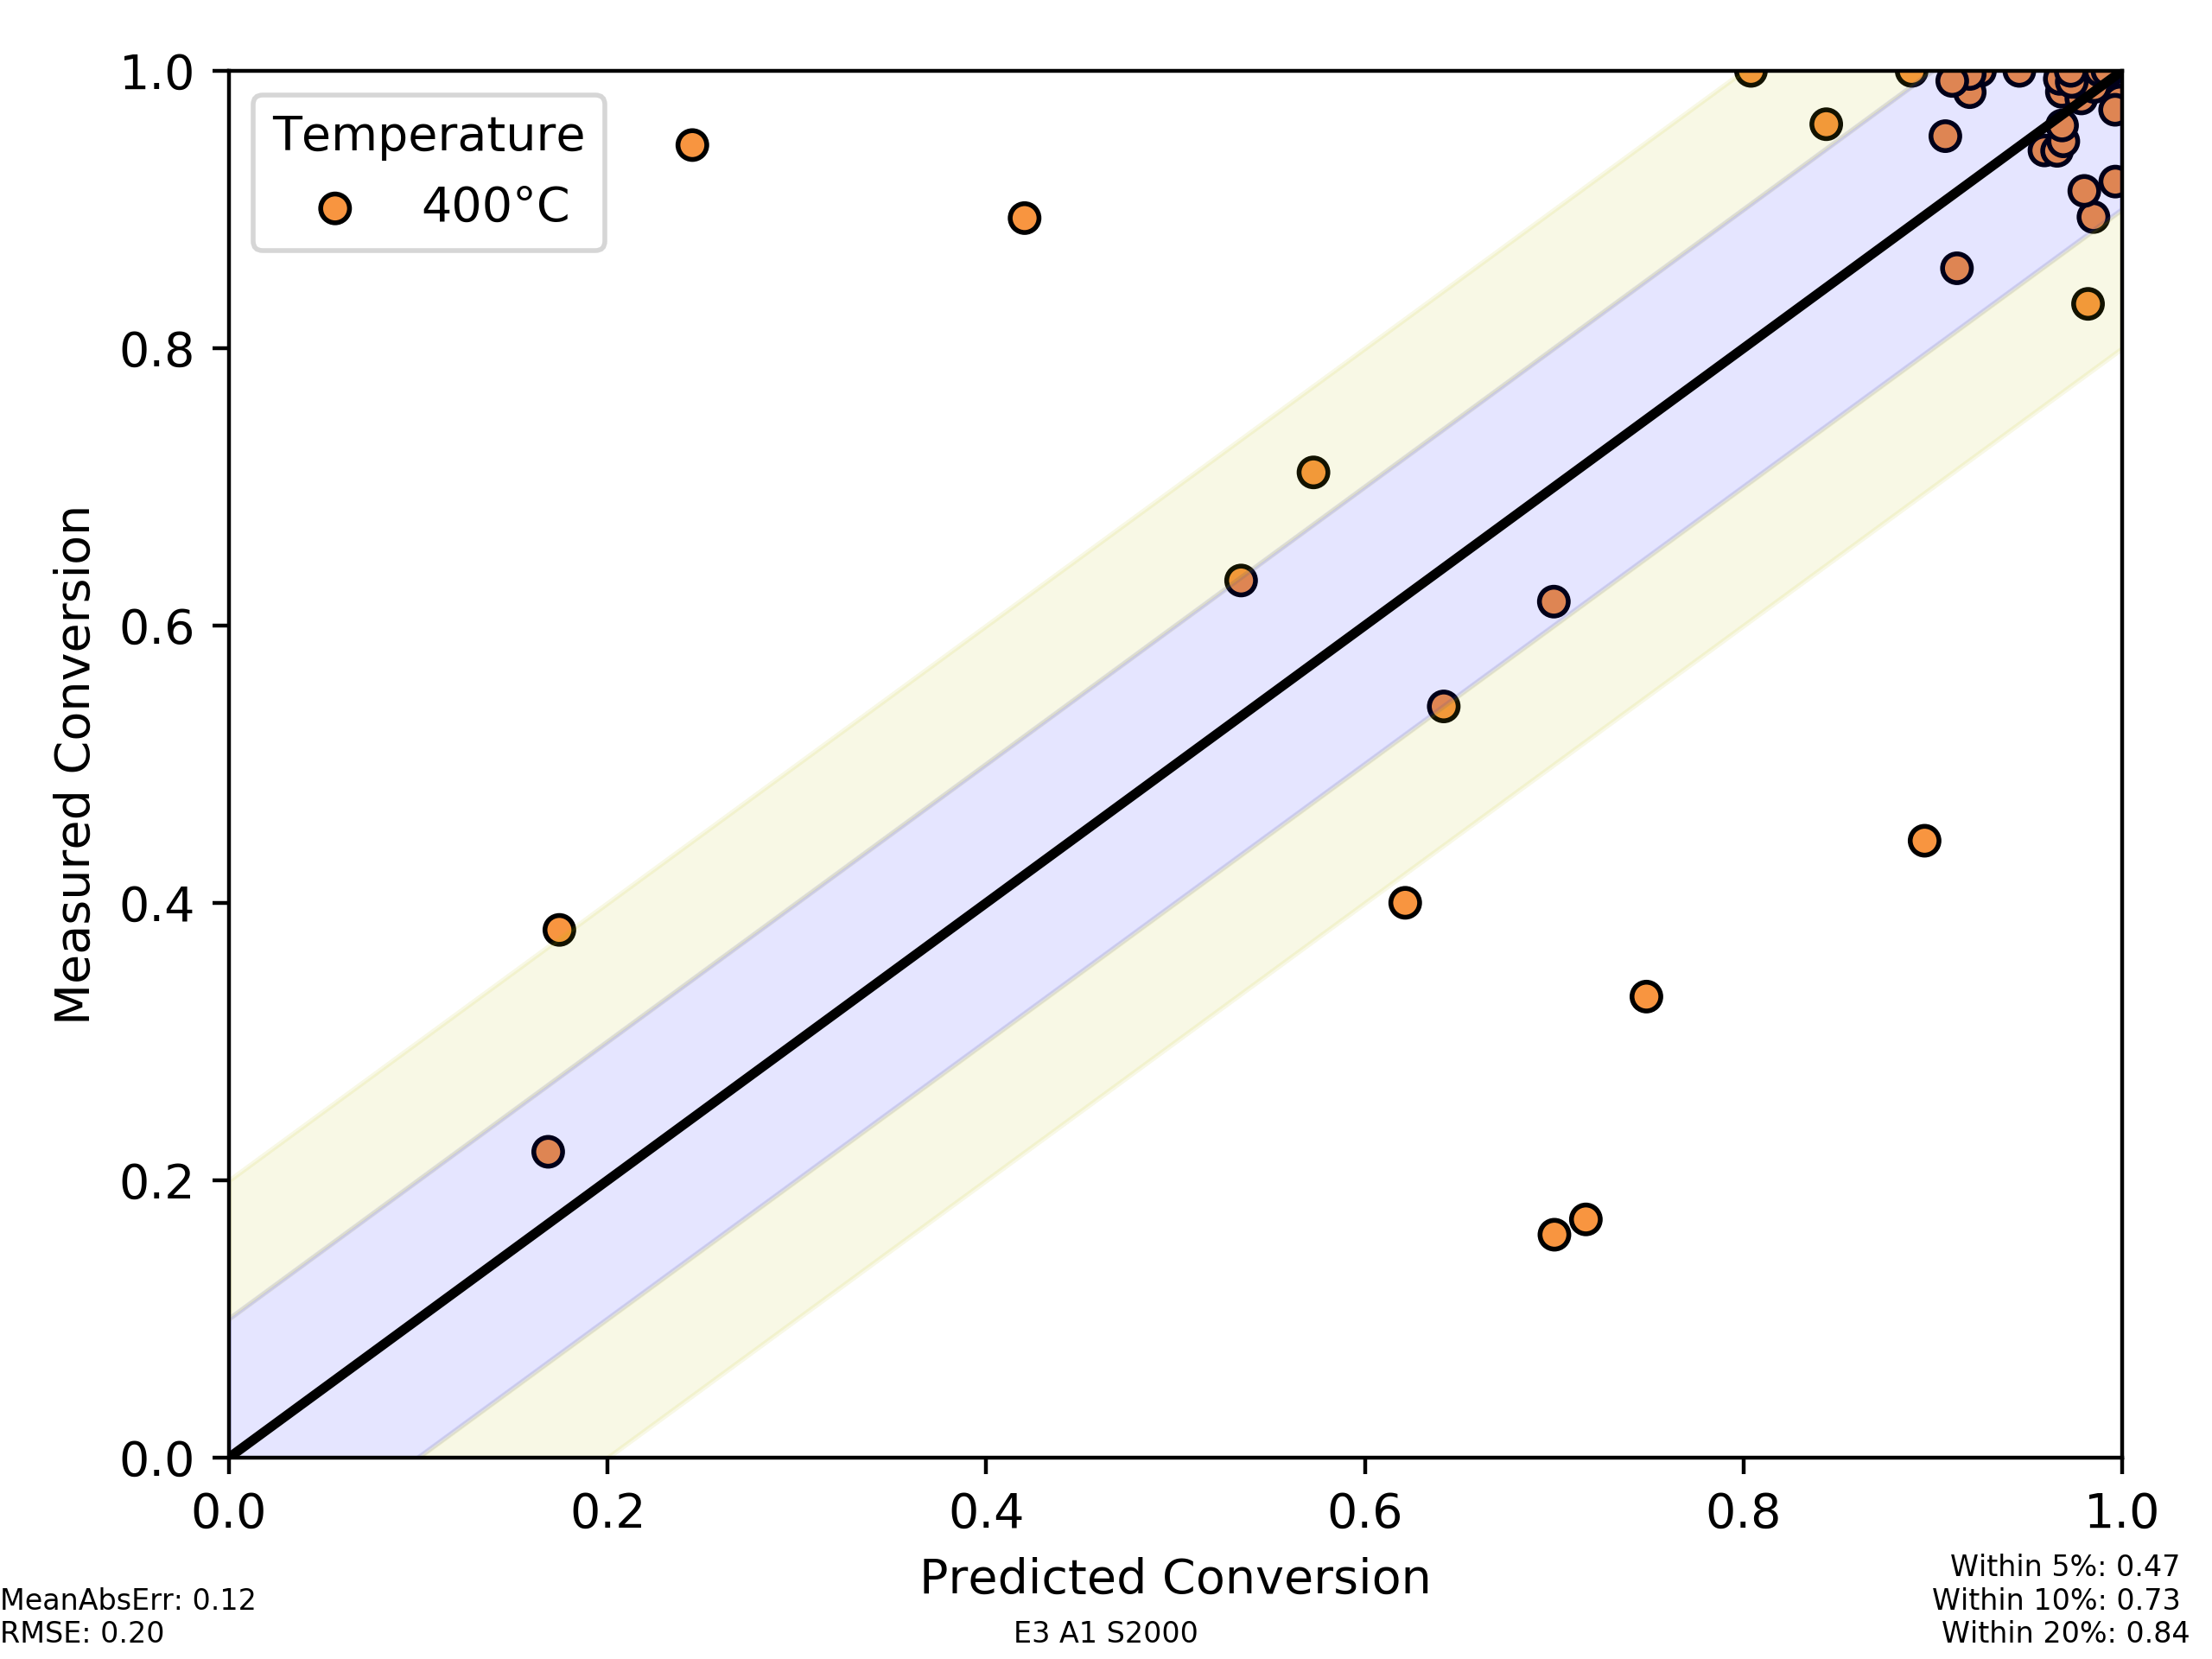 Temperature
400°C
Measured Conversion
1.0
0.8
0.6
0.4
0.2
0.0
0.0 0.2 0.4 0.6 0.8 1.0
Predicted Conversion
MeanAbsErr: 0.12
RMSE: 0.20
E3 A1 S2000
Within 5%: 0.47
Within 10%: 0.73
Within 20%: 0.84